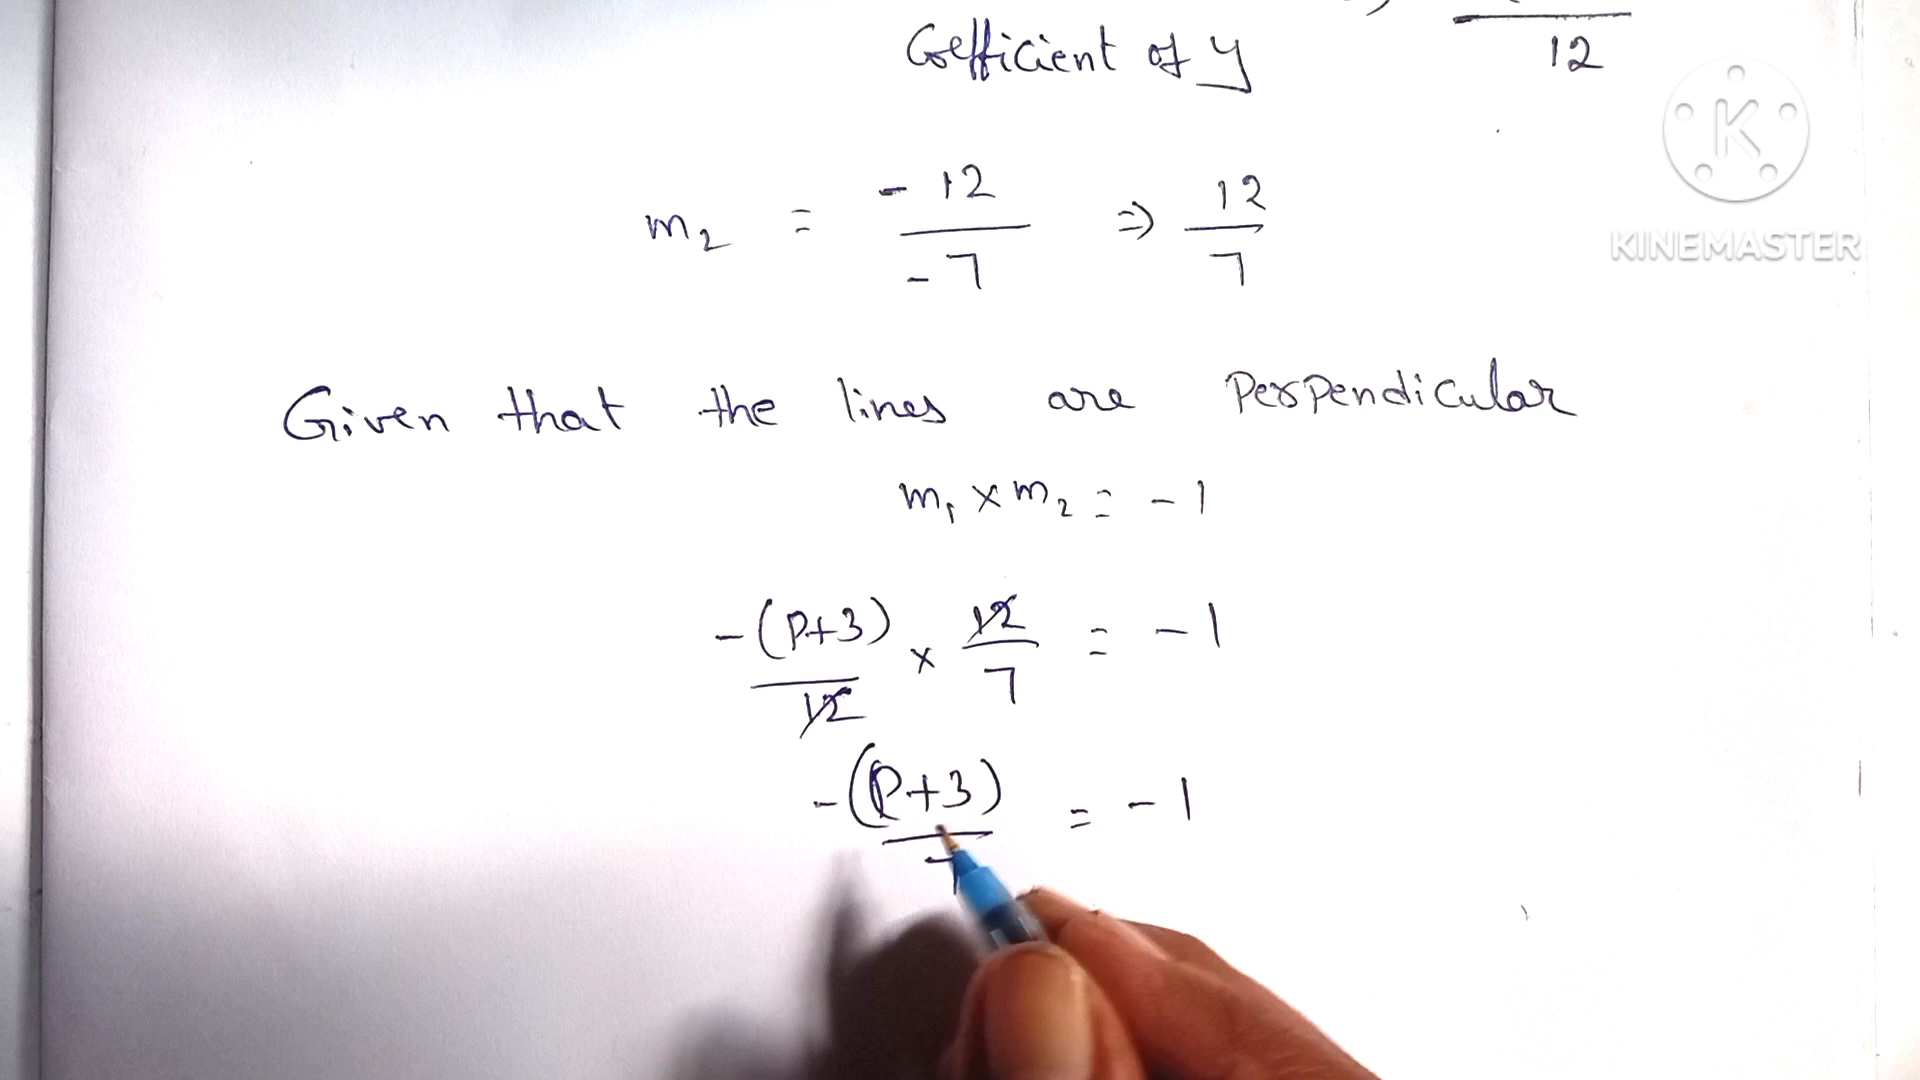 12
Coefficient of y
K
KINEMASTER
m₂ = -12/-7 ⇒ 12/7
Given that the lines are Perpendicular
m₁ × m₂ = -1
-(P+3)/12 × 12/7 = -1
-(P+3)/7 = -1